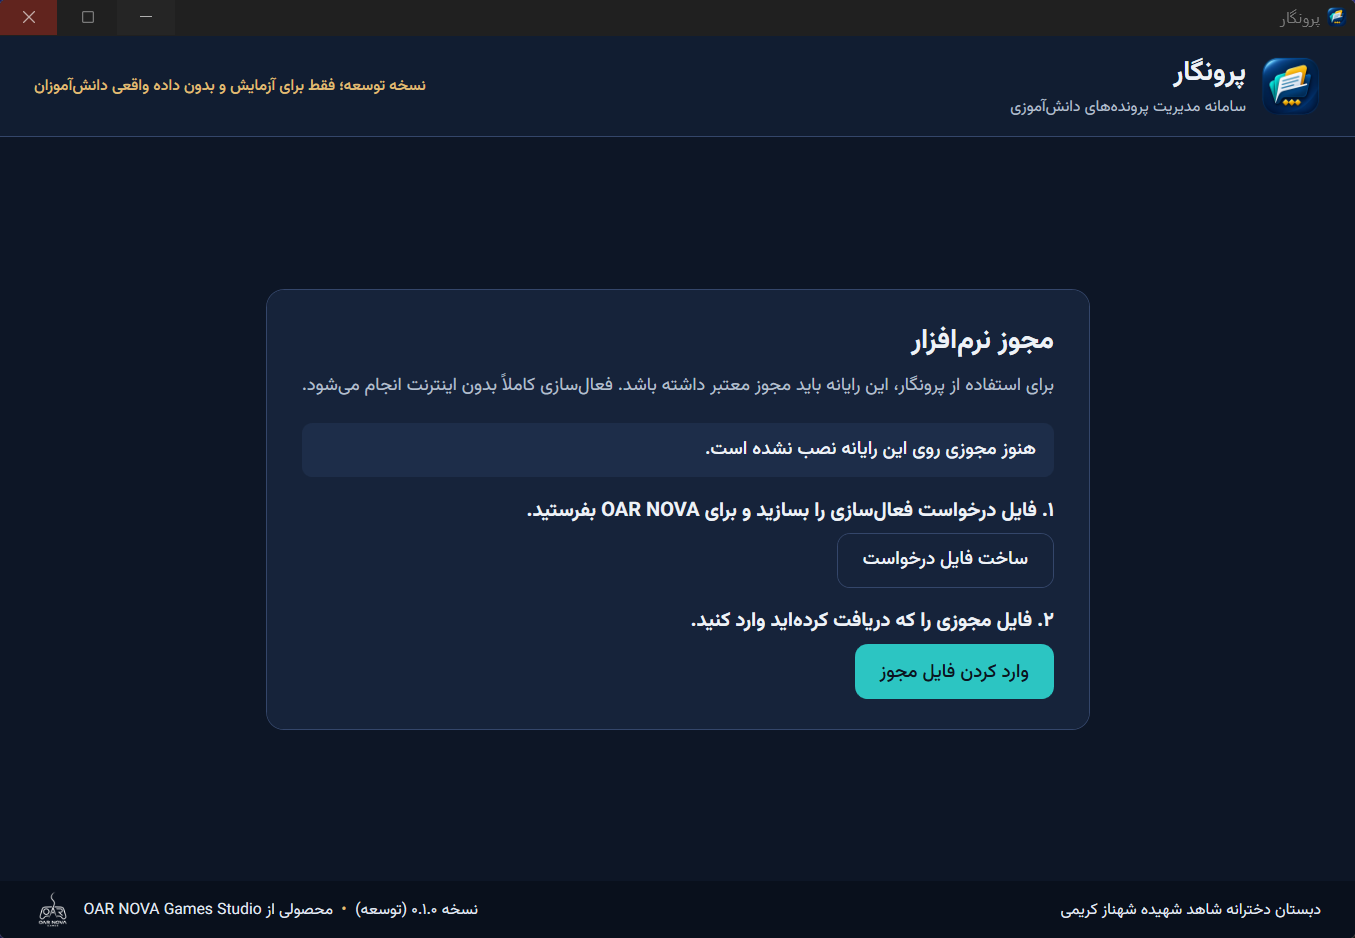 پرونگار
پرونگار
سامانه مدیریت پرونده‌های دانش‌آموزی
نسخه توسعه؛ فقط برای آزمایش و بدون داده واقعی دانش‌آموزان
مجوز نرم‌افزار
برای استفاده از پرونگار، این رایانه باید مجوز معتبر داشته باشد. فعال‌سازی کاملاً بدون اینترنت انجام می‌شود.
هنوز مجوزی روی این رایانه نصب نشده است.
۱. فایل درخواست فعال‌سازی را بسازید و برای OAR NOVA بفرستید.
ساخت فایل درخواست
۲. فایل مجوزی را که دریافت کرده‌اید وارد کنید.
وارد کردن فایل مجوز
دبستان دخترانه شاهد شهیده شهناز کریمی
نسخه ۰.۱.۰ (توسعه) • محصولی از OAR NOVA Games Studio
OAR NOVA
GAMES